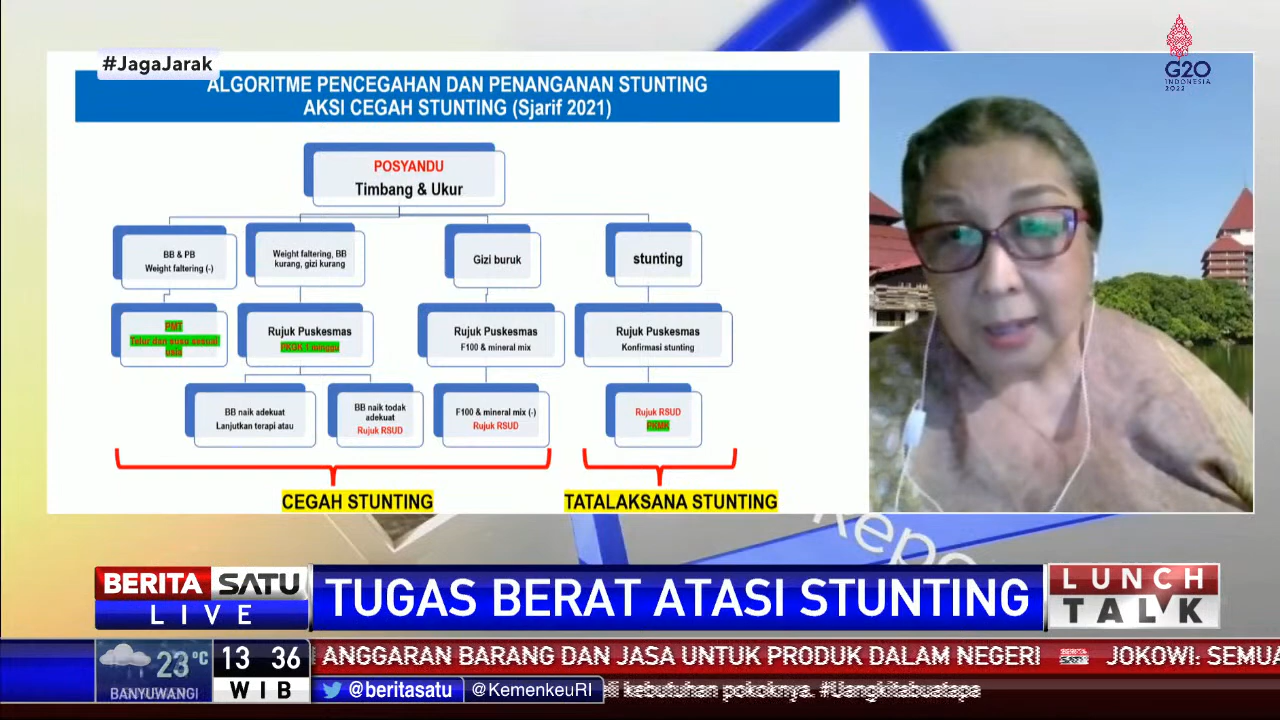 #JagaJarak
G20
INDONESIA
2022
ALGORITME PENCEGAHAN DAN PENANGANAN STUNTING
AKSI CEGAH STUNTING (Sjarif 2021)
POSYANDU
Timbang & Ukur
BB & PB
Weight faltering (-)
Weight faltering, BB
kurang, gizi kurang
Gizi buruk
stunting
PMT
Telur dan susu sesuai
usia
Rujuk Puskesmas
PKGK 1 minggu
Rujuk Puskesmas
F100 & mineral mix
Rujuk Puskesmas
Konfirmasi stunting
BB naik adekuat
Lanjutkan terapi atau
BB naik todak
adekuat
Rujuk RSUD
F100 & mineral mix (-)
Rujuk RSUD
Rujuk RSUD
PKMK
CEGAH STUNTING
TATALAKSANA STUNTING
Repo
BERITA SATU
LIVE
TUGAS BERAT ATASI STUNTING
LUNCH
TALK
23°C
BANYUWANGI
13 36
WIB
ANGGARAN BARANG DAN JASA UNTUK PRODUK DALAM NEGERI
JOKOWI: SEMUA
@beritasatu
@KemenkeuRI
kebutuhan pokoknya. #Uangkitabuatapa